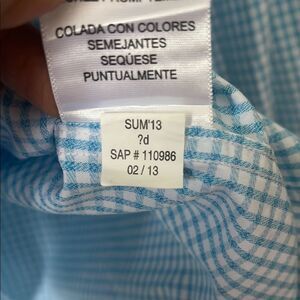 COLADA CON COLORES
SEMEJANTES
SEQÚESE
PUNTUALMENTE
SUM'13
?d
SAP # 110986
02 / 13